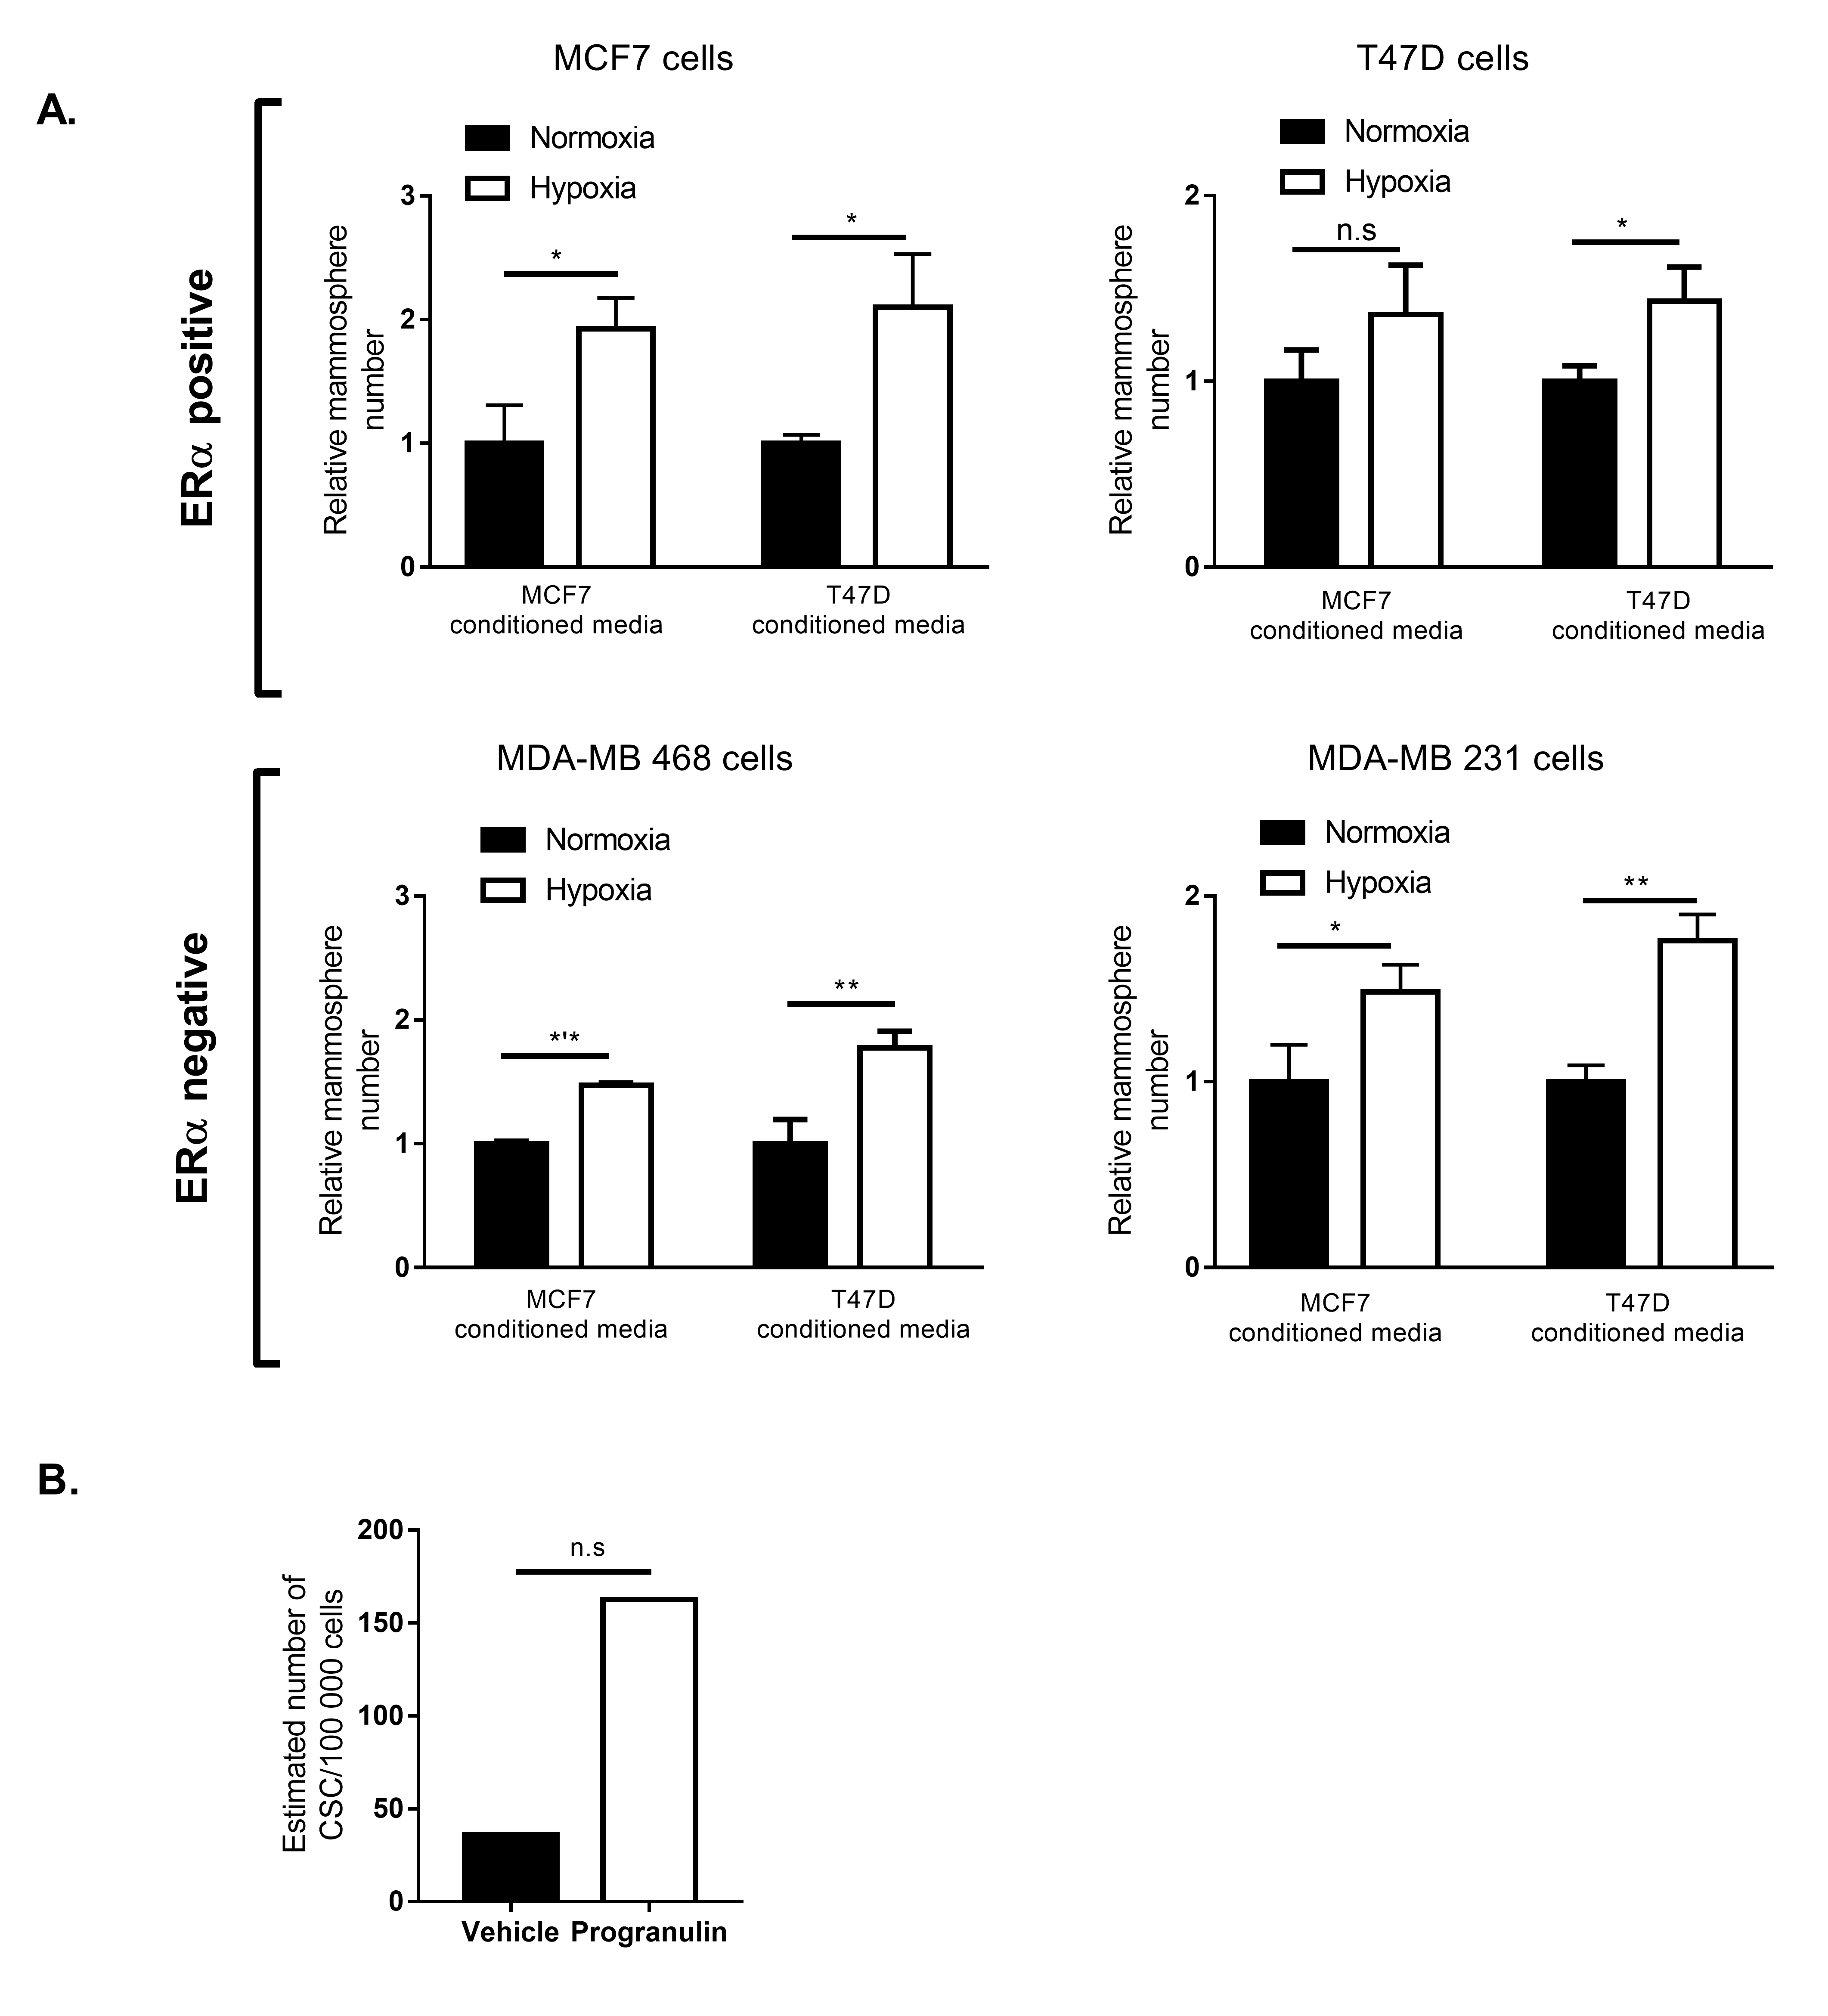 A.
ERα positive
MCF7 cells
Normoxia
Hypoxia
Relative mammosphere
number
3
2
1
0
*
*
MCF7
conditioned media
T47D
conditioned media
T47D cells
Normoxia
Hypoxia
Relative mammosphere
number
2
1
0
n.s
*
MCF7
conditioned media
T47D
conditioned media
ERα negative
MDA-MB 468 cells
Normoxia
Hypoxia
Relative mammosphere
number
3
2
1
0
*'*
**
MCF7
conditioned media
T47D
conditioned media
MDA-MB 231 cells
Normoxia
Hypoxia
Relative mammosphere
number
2
1
0
*
**
MCF7
conditioned media
T47D
conditioned media
B.
Estimated number of
CSC/100 000 cells
200
150
100
50
0
n.s
Vehicle Progranulin